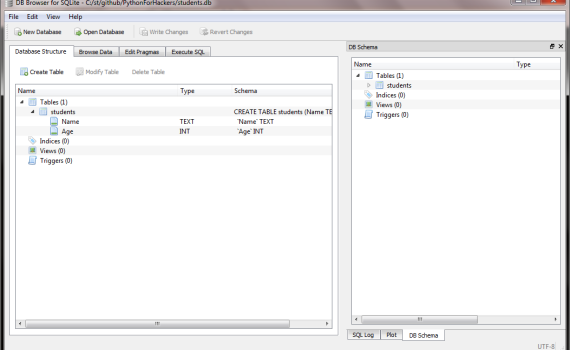 DB Browser for SQLite - C:/st/github/PythonForHackers/students.db
File Edit View Help
New Database Open Database Write Changes Revert Changes
Database Structure Browse Data Edit Pragmas Execute SQL
Create Table Modify Table Delete Table
Name Type Schema
Tables (1)
students CREATE TABLE students (Name TE
Name TEXT `Name` TEXT
Age INT `Age` INT
Indices (0)
Views (0)
Triggers (0)
DB Schema
Name Type
Tables (1)
students
Indices (0)
Views (0)
Triggers (0)
SQL Log Plot DB Schema
UTF-8